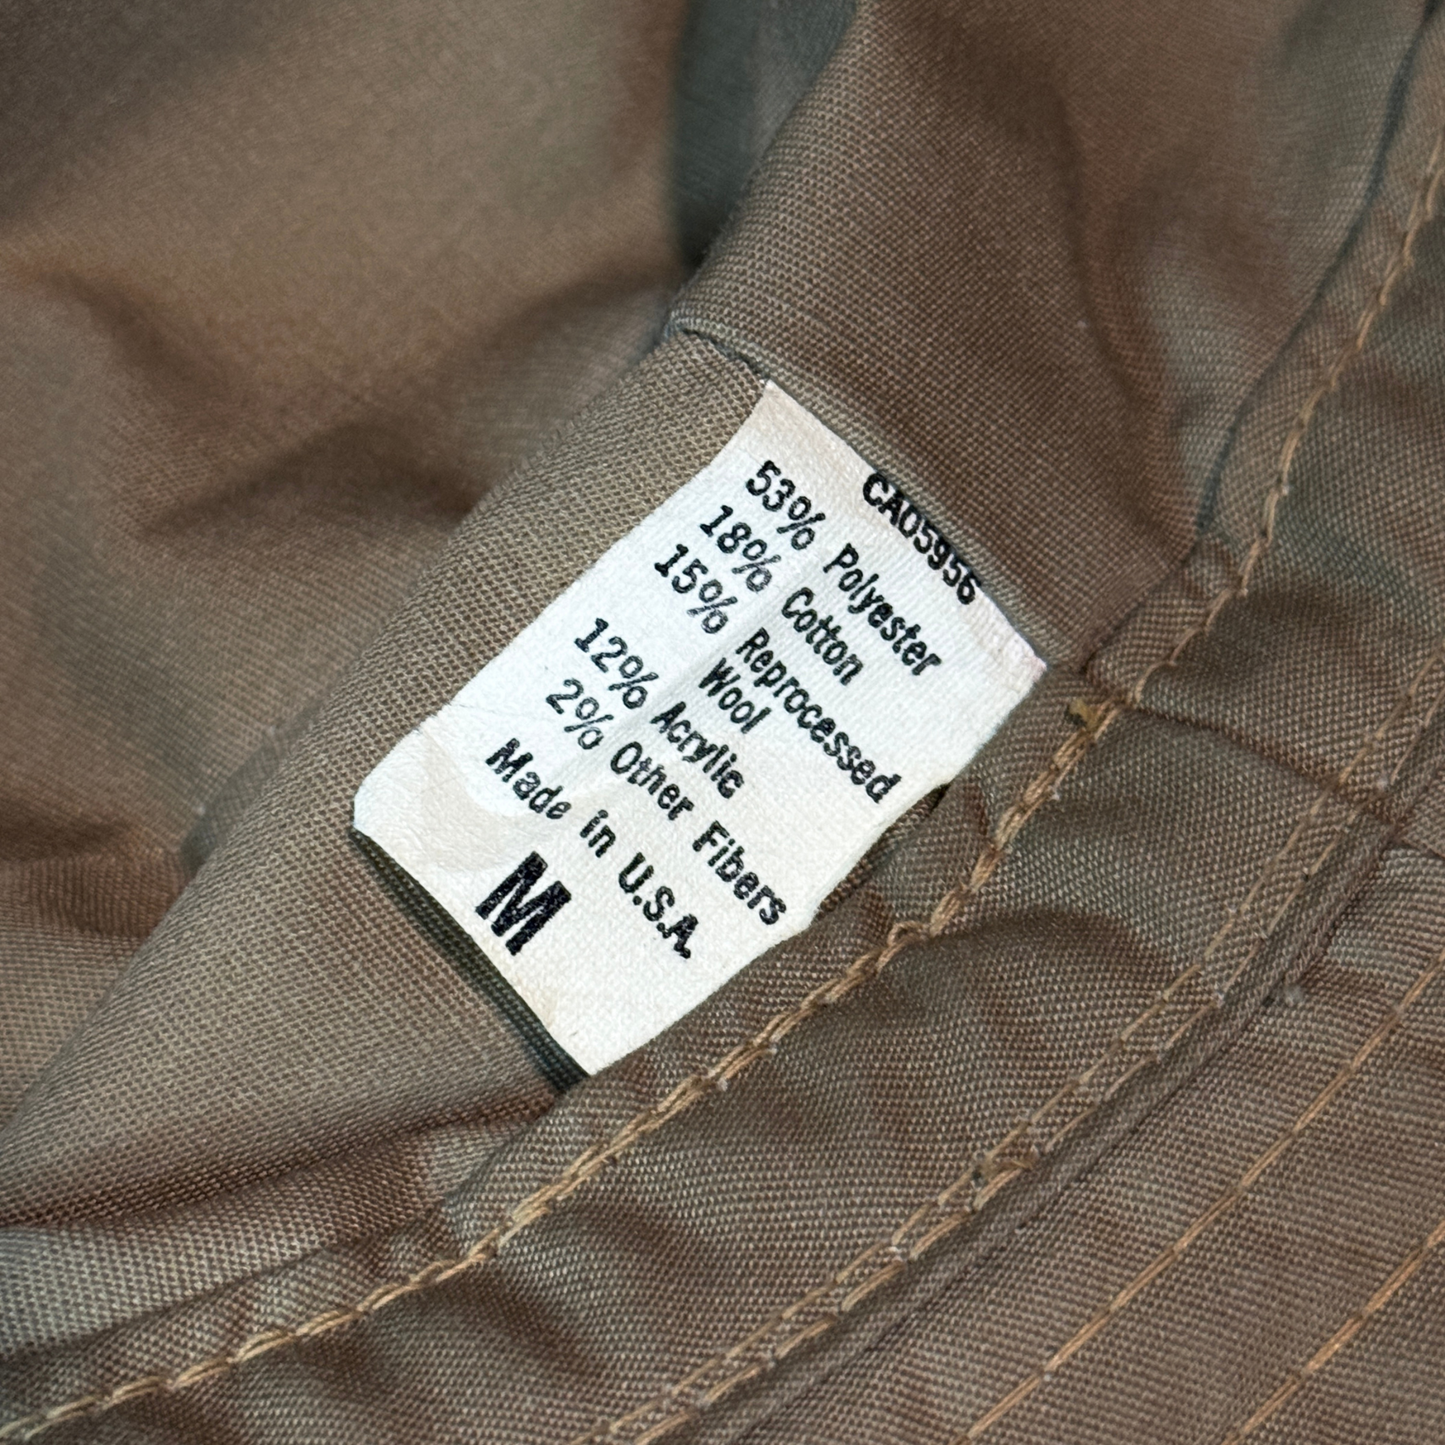 CA05956
53% Polyester
18% Cotton
15% Reprocessed
Wool
12% Acrylic
2% Other Fibers
Made in U.S.A.
M